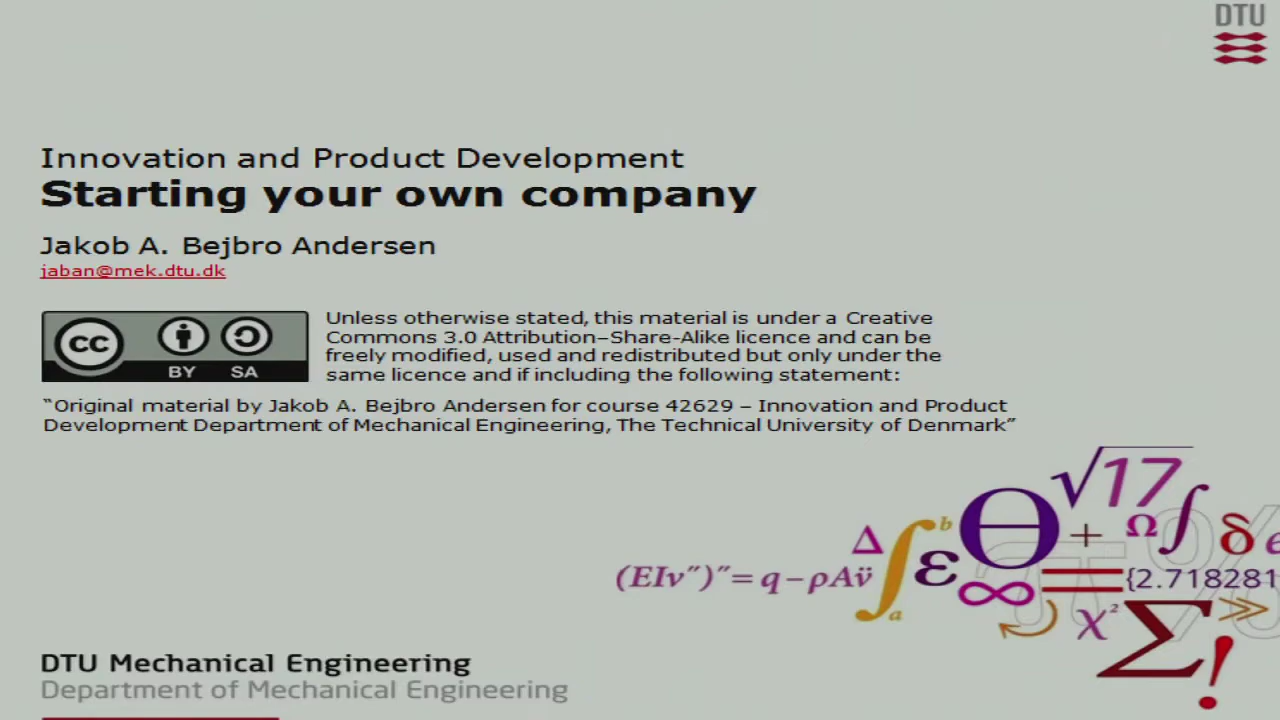 DTU
Innovation and Product Development
Starting your own company
Jakob A. Bejbro Andersen
jaban@mek.dtu.dk
cc BY SA
Unless otherwise stated, this material is under a Creative
Commons 3.0 Attribution–Share-Alike licence and can be
freely modified, used and redistributed but only under the
same licence and if including the following statement:
“Original material by Jakob A. Bejbro Andersen for course 42629 – Innovation and Product
Development Department of Mechanical Engineering, The Technical University of Denmark”
√17
Δ ∫ b a ε Θ + Ω ∫ δ e
(EIv″)″= q–ρAv̈
∞ = {2.718281
χ² Σ ! ≫
π %
DTU Mechanical Engineering
Department of Mechanical Engineering